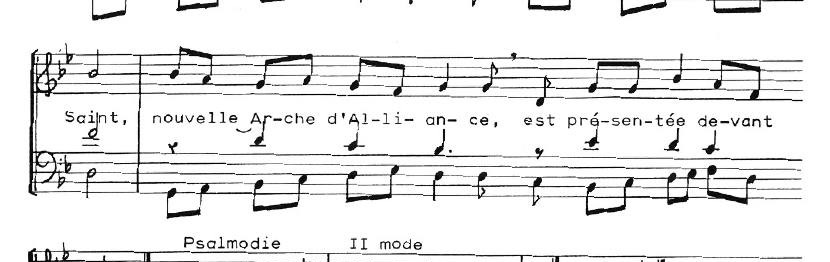 Saint, nouvelle Ar-che d'Al-li- an- ce, est pré-sen-tée de-vant
Psalmodie II mode